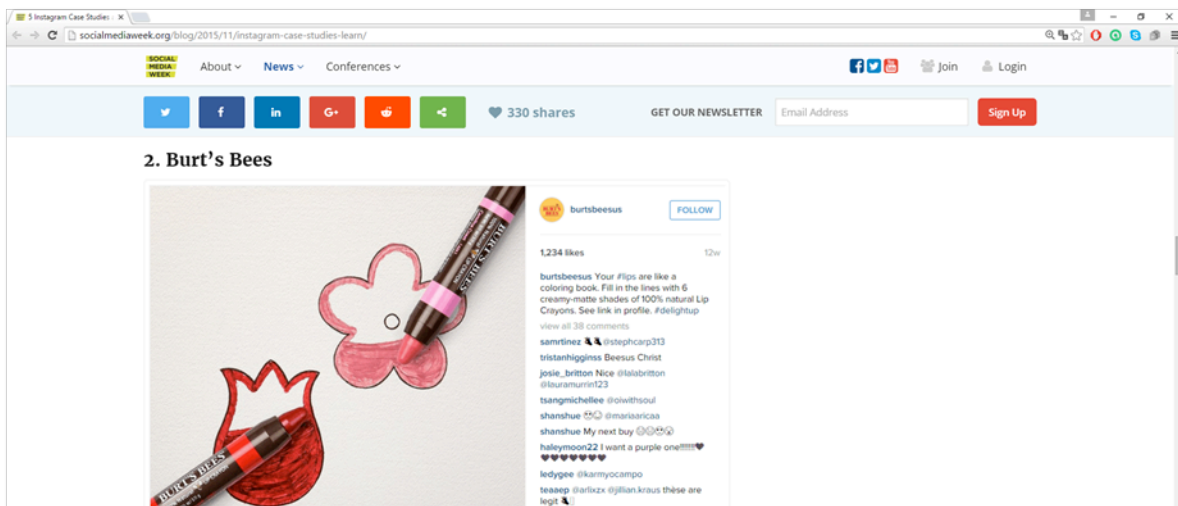 5 Instagram Case Studies
socialmediaweek.org/blog/2015/11/instagram-case-studies-learn/
SOCIAL
MEDIA
WEEK
About News Conferences
Join Login
330 shares
GET OUR NEWSLETTER Email Address Sign Up
2. Burt's Bees
burtsbeesus FOLLOW
1,234 likes 12w
burtsbeesus Your #lips are like a
coloring book. Fill in the lines with 6
creamy-matte shades of 100% natural Lip
Crayons. See link in profile. #delightup
view all 38 comments
samrtinez @stephcarp313
tristanhigginss Beesus Christ
josie_britton Nice @lalabritton
@lauramurrin123
tsangmichellee @oiwithsoul
shanshue @mariaaricaa
shanshue My next buy
haleymoon22 I want a purple one!!!!!!!
ledygee @karmyocampo
teaaep @arlixzx @jillian.kraus thèse are
legit
BURT'S BEES
BURT'S BEES